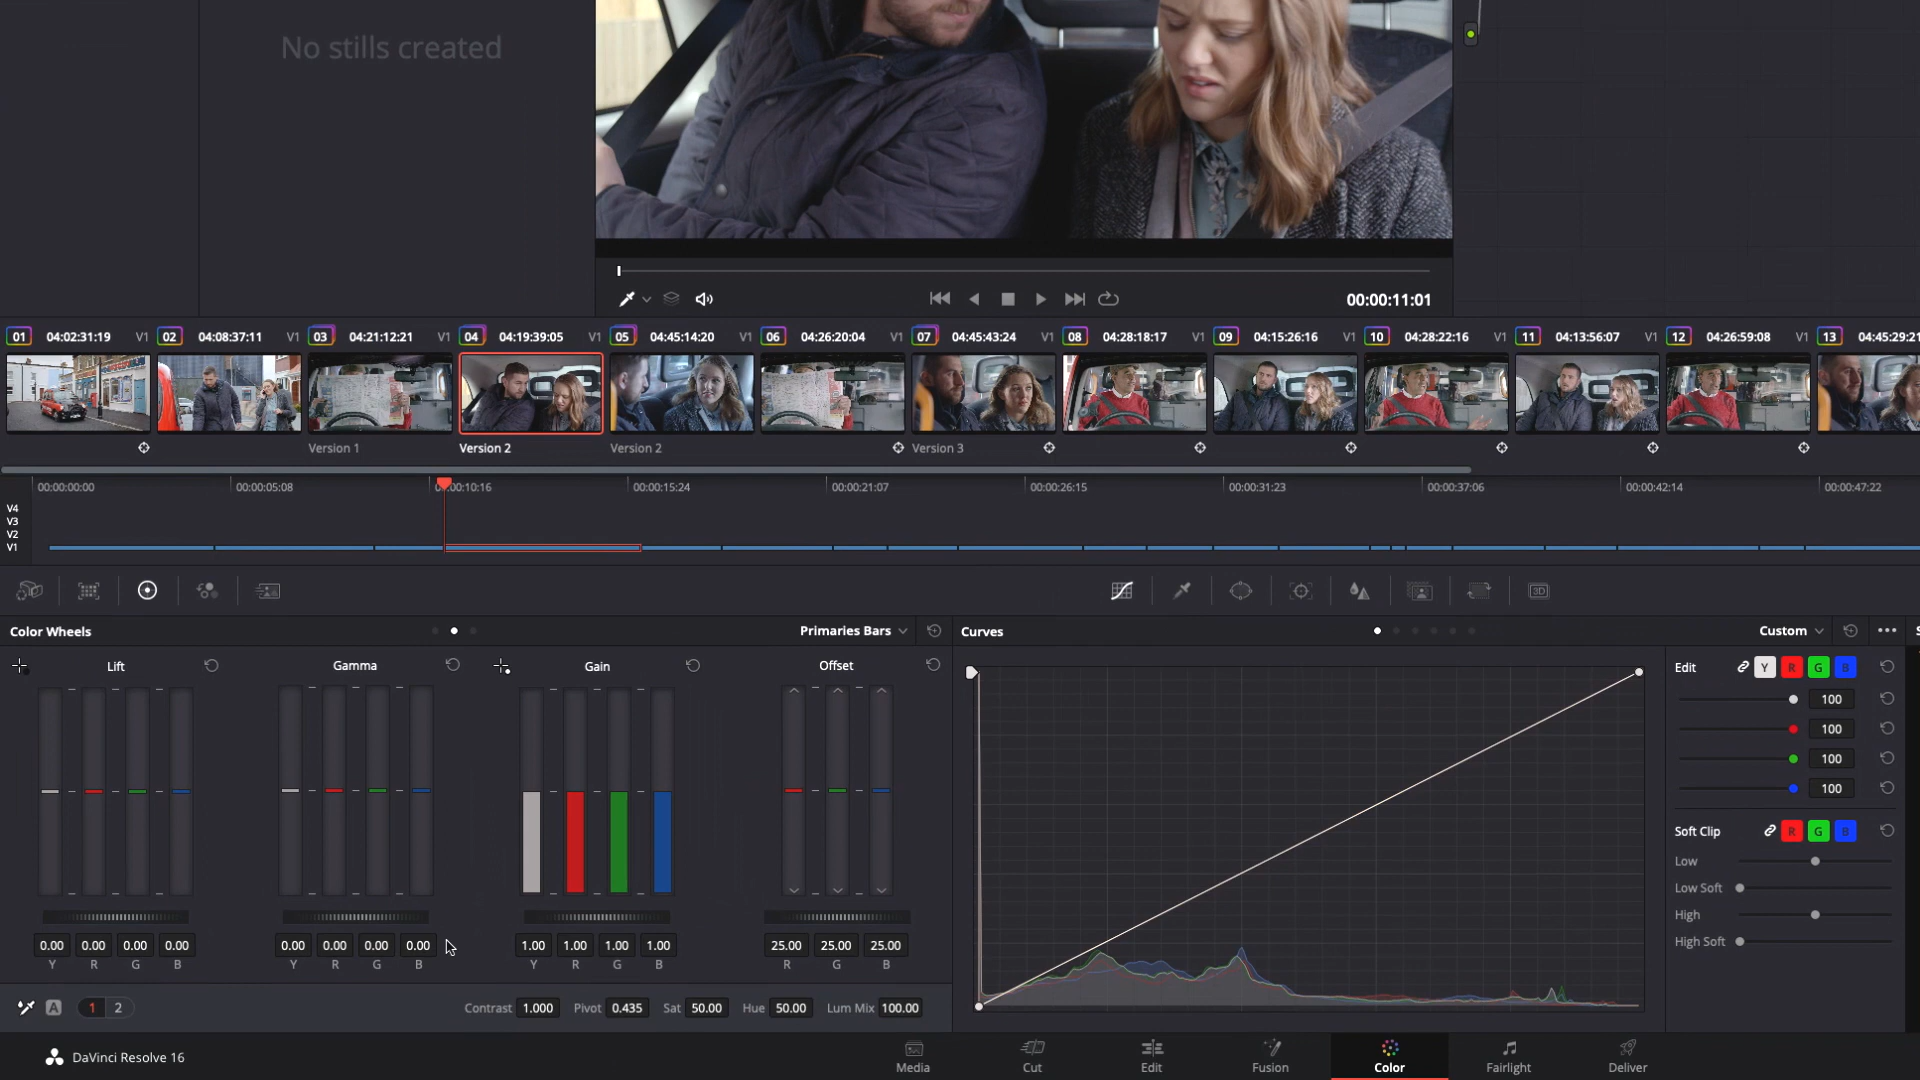 No stills created
00:00:11:01
01 04:02:31:19 V1 02 04:08:37:11 V1 03 04:21:12:21 V1 04 04:19:39:05 V1 05 04:45:14:20 V1 06 04:26:20:04 V1 07 04:45:43:24 V1 08 04:28:18:17 V1 09 04:15:26:16 V1 10 04:28:22:16 V1 11 04:13:56:07 V1 12 04:26:59:08 V1 13 04:45:29:21
Version 1 Version 2 Version 2 Version 3
00:00:00:00 00:00:05:08 00:00:10:16 00:00:15:24 00:00:21:07 00:00:26:15 00:00:31:23 00:00:37:06 00:00:42:14 00:00:47:22
V4
V3
V2
V1
3D
Color Wheels Primaries Bars Curves Custom
Lift Gamma Gain Offset Edit Y R G B
100
100
100
100
Soft Clip R G B
Low
Low Soft
High
High Soft
0.00 0.00 0.00 0.00 0.00 0.00 0.00 0.00 1.00 1.00 1.00 1.00 25.00 25.00 25.00
Y R G B Y R G B Y R G B R G B
A 1 2 Contrast 1.000 Pivot 0.435 Sat 50.00 Hue 50.00 Lum Mix 100.00
DaVinci Resolve 16 Media Cut Edit Fusion Color Fairlight Deliver